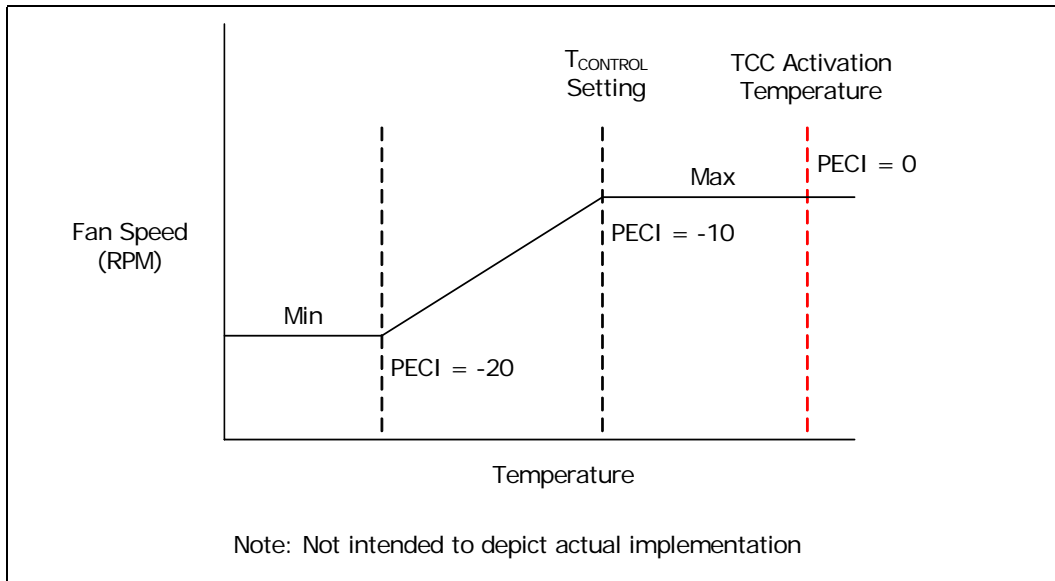 T_CONTROL
Setting
TCC Activation
Temperature
PECI = 0
Max
Fan Speed
(RPM)
PECI = -10
Min
PECI = -20
Temperature
Note: Not intended to depict actual implementation